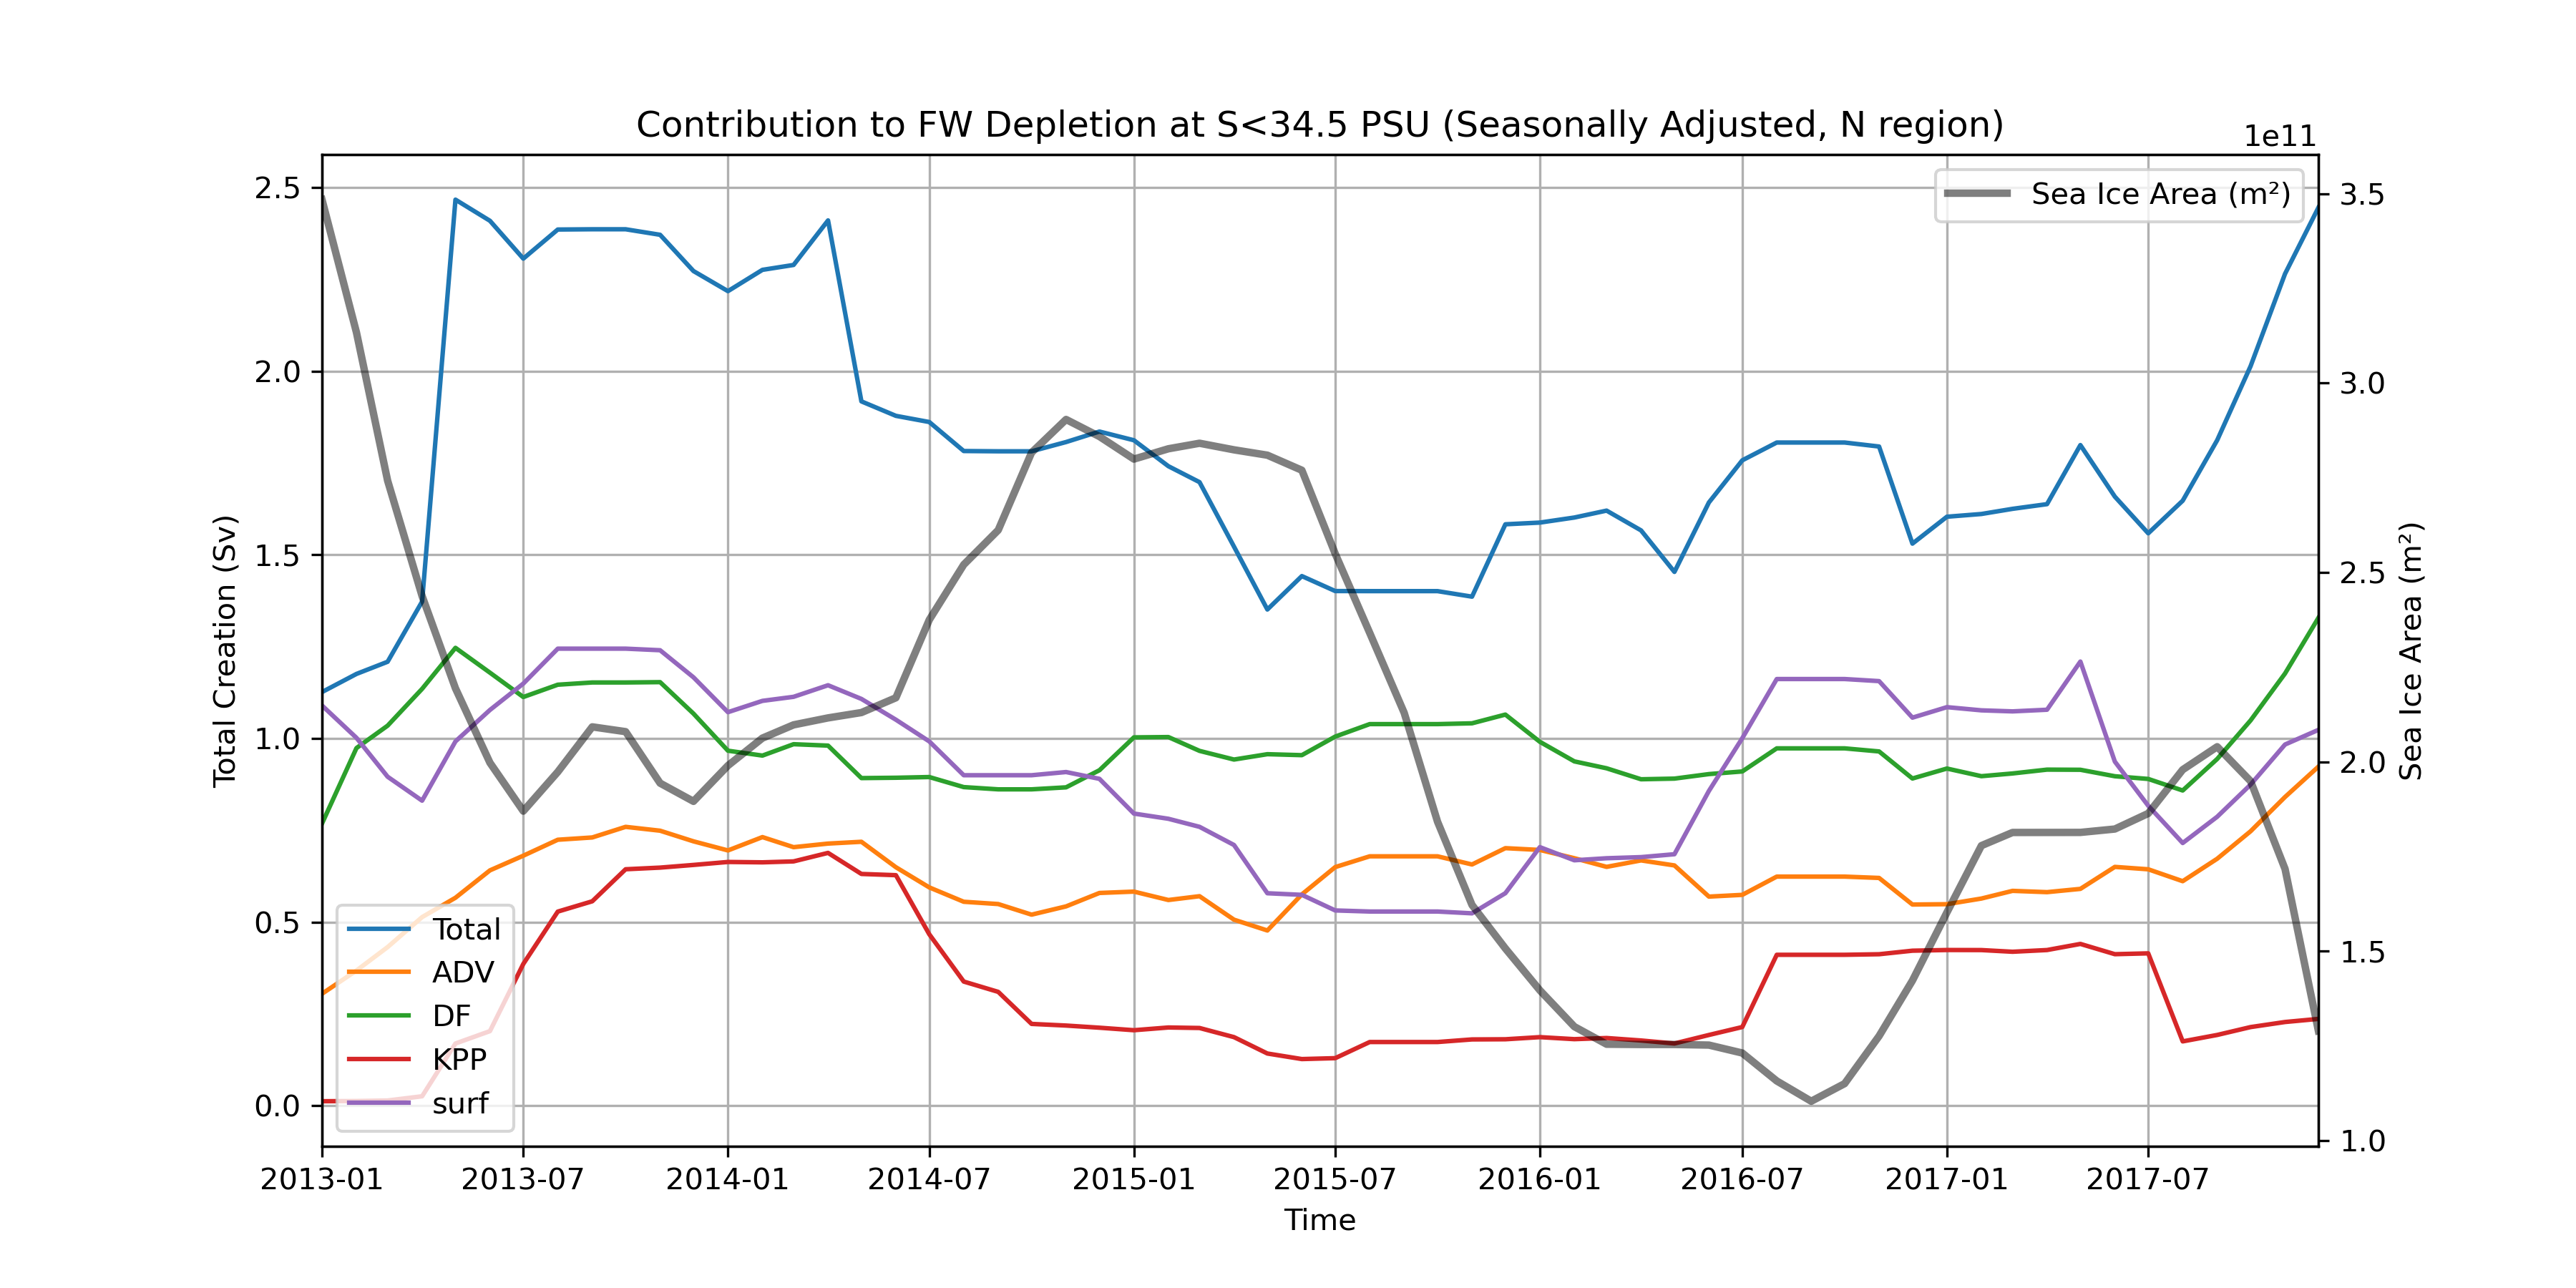 Contribution to FW Depletion at S<34.5 PSU (Seasonally Adjusted, N region)
1e11
Sea Ice Area (m²)
2.5
2.0
1.5
1.0
0.5
0.0
Total Creation (Sv)
3.5
3.0
2.5
2.0
1.5
1.0
Sea Ice Area (m²)
Total
ADV
DF
KPP
surf
2013-01 2013-07 2014-01 2014-07 2015-01 2015-07 2016-01 2016-07 2017-01 2017-07
Time